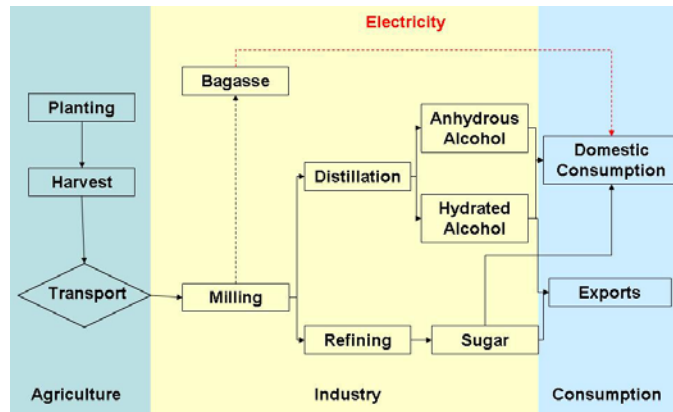 Electricity
Bagasse
Planting
Anhydrous
Alcohol
Domestic
Consumption
Harvest
Distillation
Hydrated
Alcohol
Transport
Milling
Exports
Refining
Sugar
Agriculture
Industry
Consumption